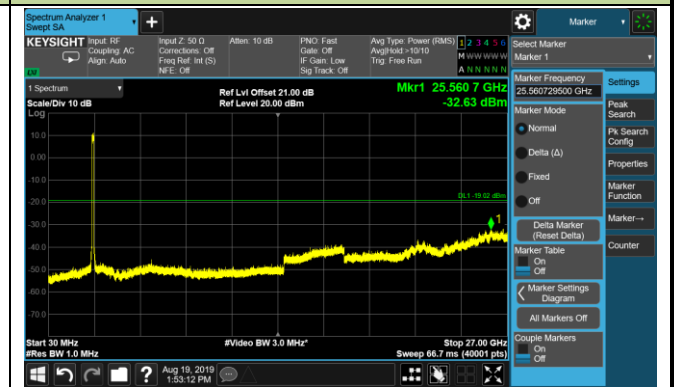 Spectrum Analyzer 1
Swept SA
Marker
KEYSIGHT
Input: RF
Coupling: AC
Align: Auto
Input Z: 50 Ω
Corrections: Off
Freq Ref: Int (S)
NFE: Off
Atten: 10 dB
PNO: Fast
Gate: Off
IF Gain: Low
Sig Track: Off
Avg Type: Power (RMS)
Avg|Hold >10/10
Trig: Free Run
1 2 3 4 5 6
M W W W W W
A N N N N N
LV
1 Spectrum
Scale/Div 10 dB
Log
Ref Lvl Offset 21.00 dB
Ref Level 20.00 dBm
Mkr1 25.560 7 GHz
-32.63 dBm
10.0
0.00
-10.0
-20.0
-30.0
-40.0
-50.0
-60.0
-70.0
DL1 -19.02 dBm
1
Start 30 MHz
#Res BW 1.0 MHz
#Video BW 3.0 MHz*
Stop 27.00 GHz
Sweep 66.7 ms (40001 pts)
Select Marker
Marker 1
Marker Frequency
25.560729500 GHz
Marker Mode
Normal
Delta (Δ)
Fixed
Off
Delta Marker
(Reset Delta)
Marker Table
On
Off
Marker Settings
Diagram
All Markers Off
Couple Markers
On
Off
Settings
Peak
Search
Pk Search
Config
Properties
Marker
Function
Marker→
Counter
?
Aug 19, 2019
1:53:12 PM